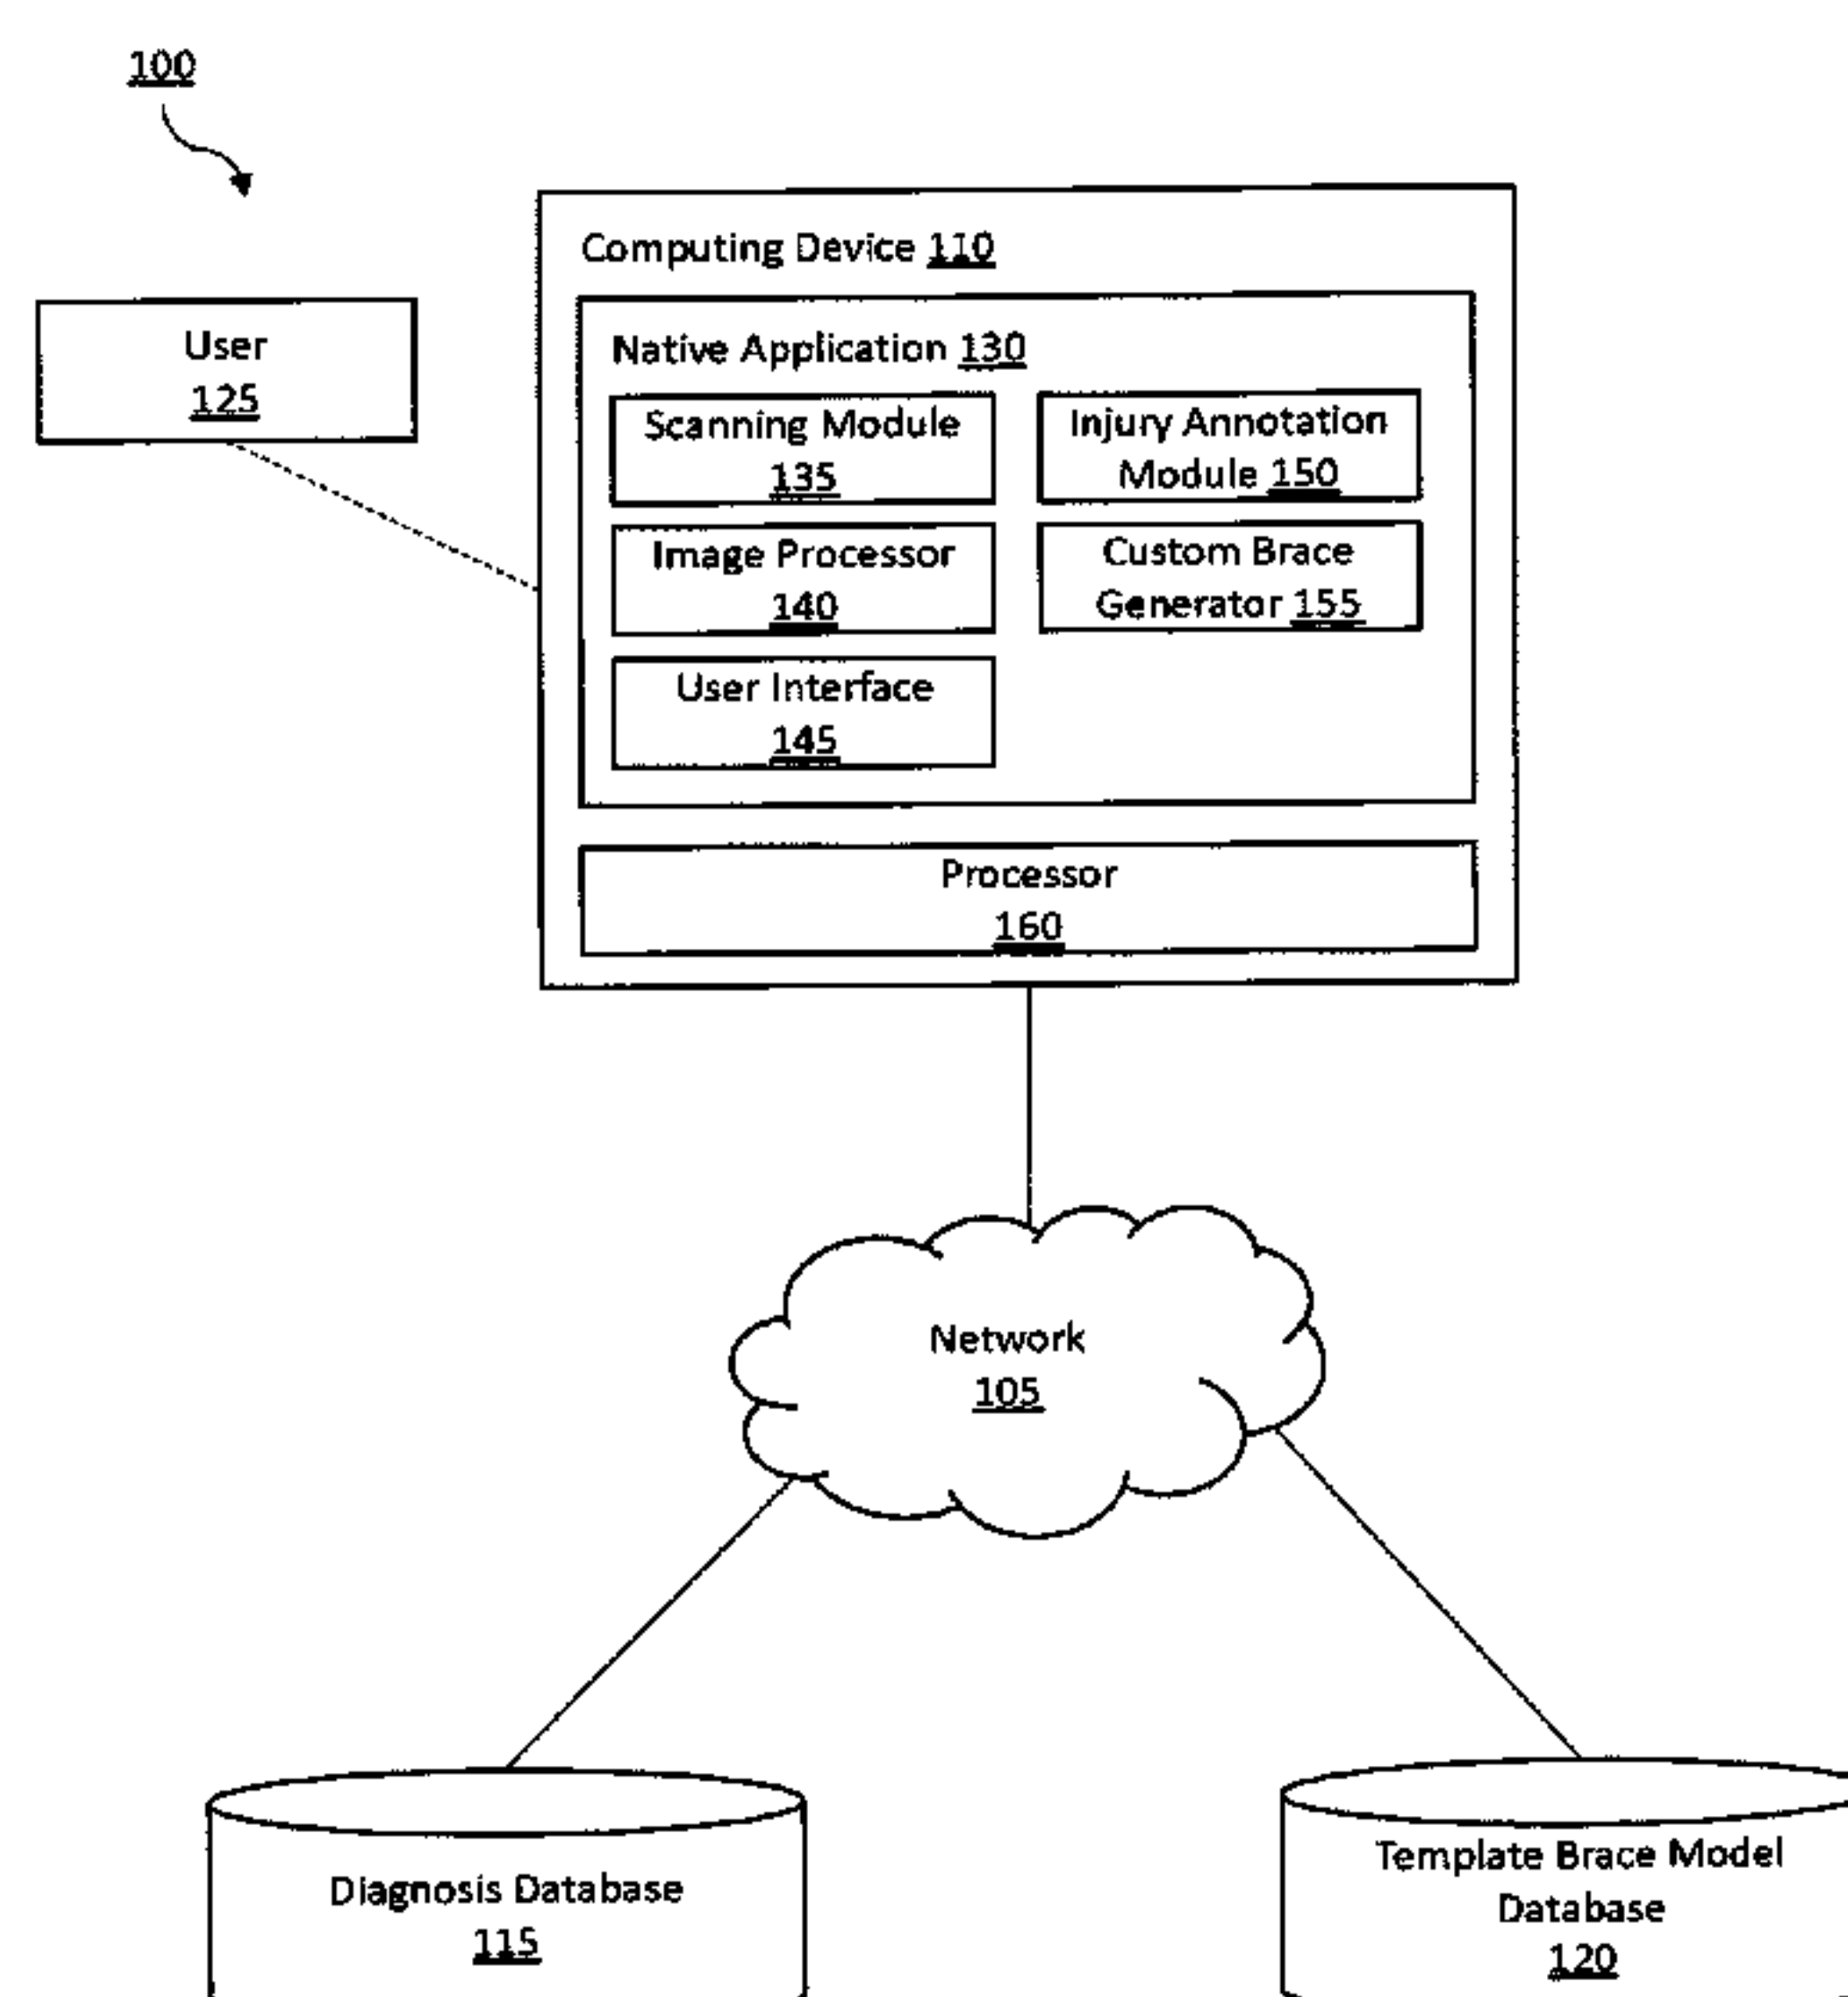 100
Computing Device 110
User
125
Native Application 130
Scanning Module
135
Injury Annotation
Module 150
Image Processor
140
Custom Brace
Generator 155
User Interface
145
Processor
160
Network
105
Diagnosis Database
115
Template Brace Model
Database
120